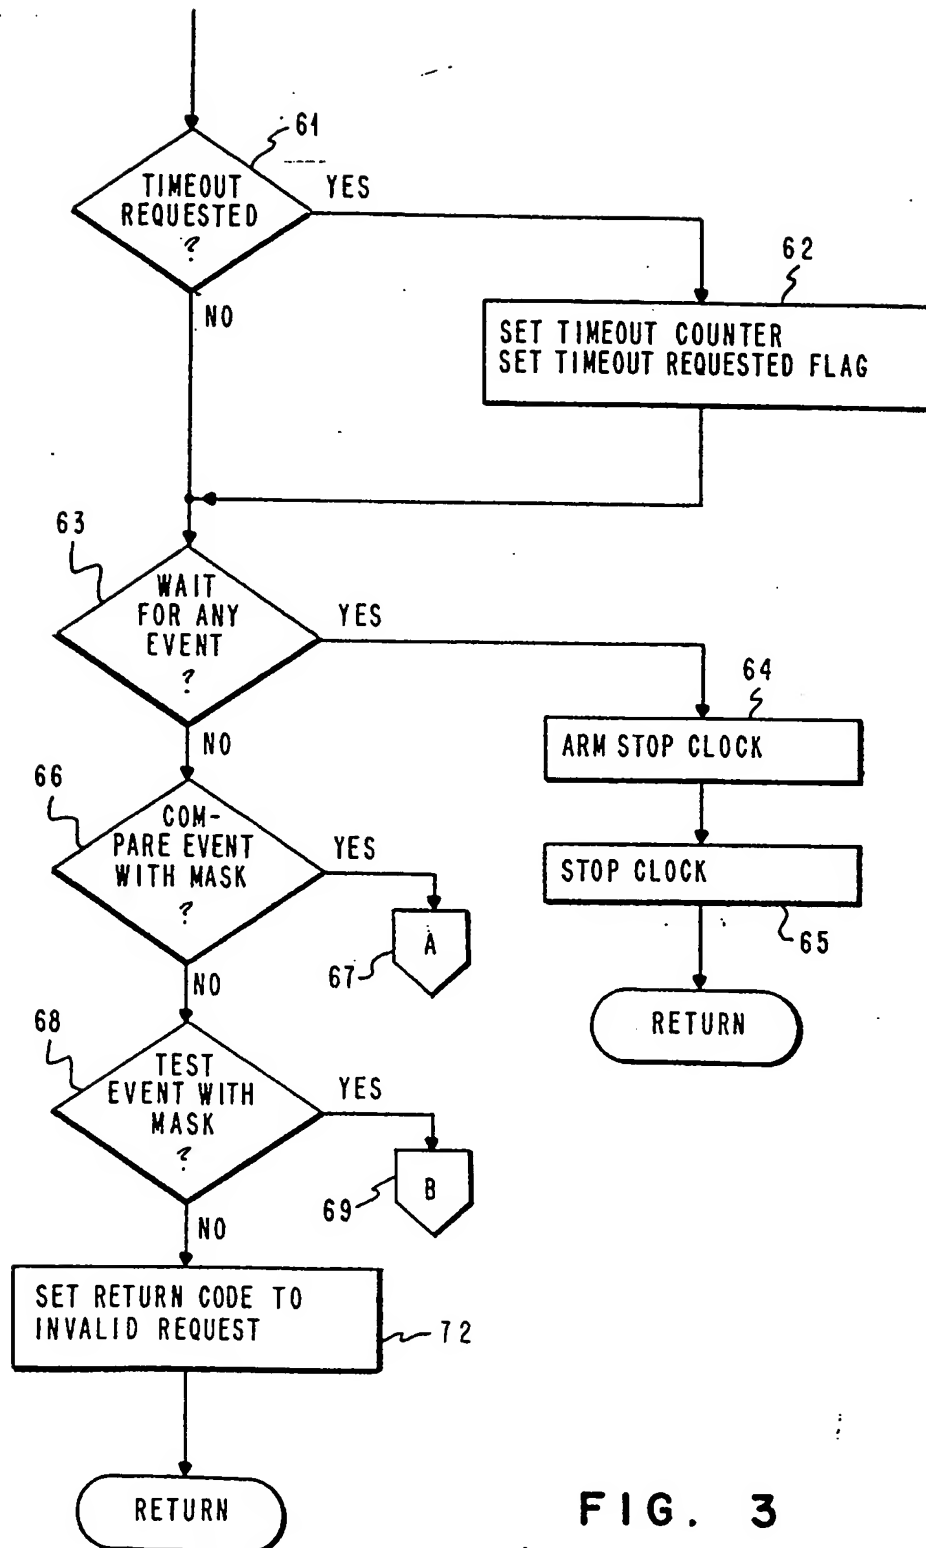 61
TIMEOUT
REQUESTED
?
YES
NO
62
SET TIMEOUT COUNTER
SET TIMEOUT REQUESTED FLAG
63
WAIT
FOR ANY
EVENT
?
YES
NO
64
ARM STOP CLOCK
STOP CLOCK
65
RETURN
66
COM-
PARE EVENT
WITH MASK
?
YES
A
67
NO
68
TEST
EVENT WITH
MASK
?
YES
B
69
NO
SET RETURN CODE TO
INVALID REQUEST
72
RETURN
FIG. 3